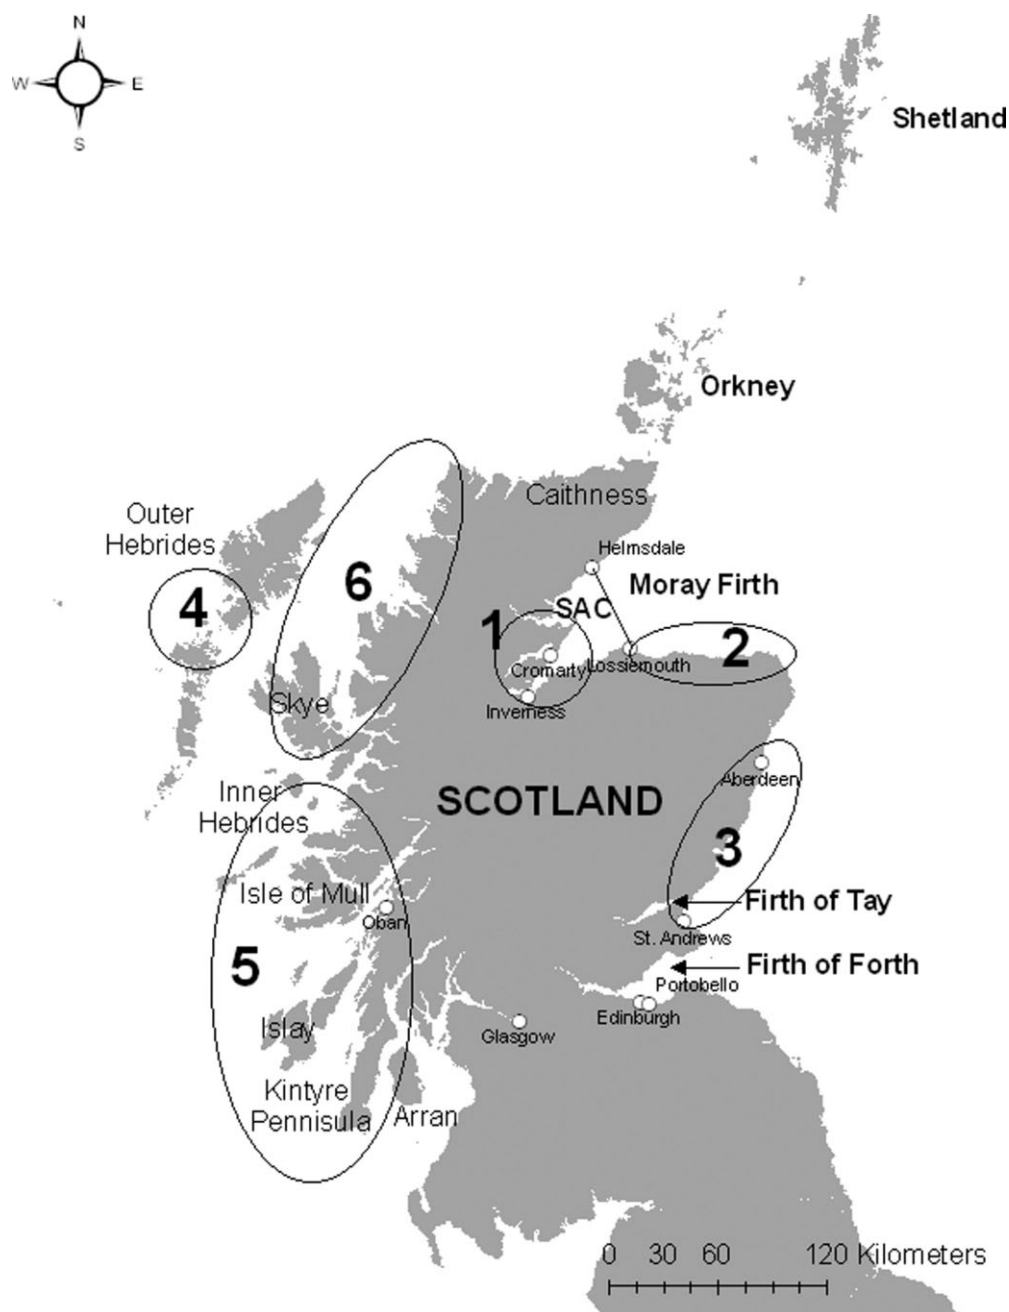 N
W E
S
Shetland
Orkney
Caithness
Outer
Hebrides
Helmsdale
6
Moray Firth
4
SAC
1
2
Cromarty
Lossiemouth
Skye
Inverness
Aberdeen
Inner
Hebrides
SCOTLAND
3
Isle of Mull
Firth of Tay
Oban
St. Andrews
5
Firth of Forth
Portobello
Edinburgh
Islay
Glasgow
Kintyre
Pennisula
Arran
0 30 60 120 Kilometers